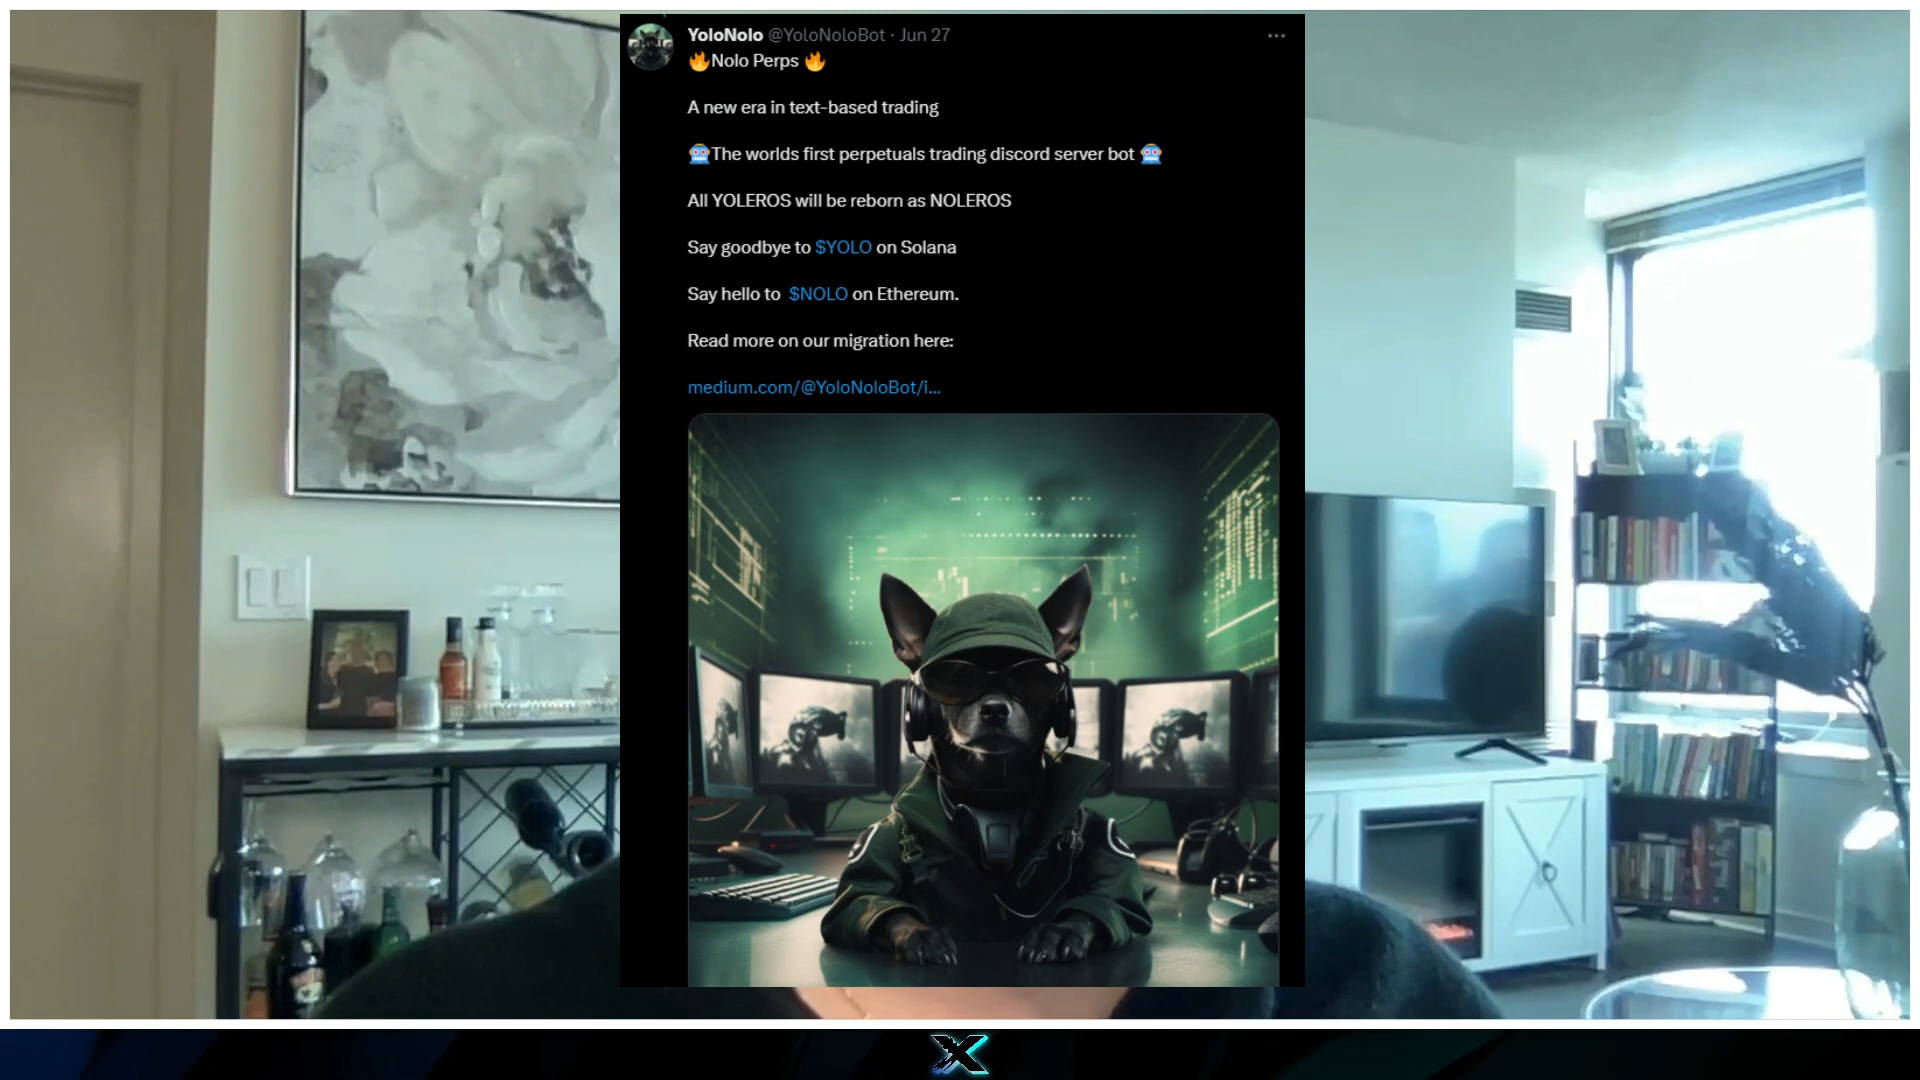 YoloNolo @YoloNoloBot · Jun 27
🔥Nolo Perps 🔥
A new era in text-based trading
🤖The worlds first perpetuals trading discord server bot 🤖
All YOLEROS will be reborn as NOLEROS
Say goodbye to $YOLO on Solana
Say hello to $NOLO on Ethereum.
Read more on our migration here:
medium.com/@YoloNoloBot/i...